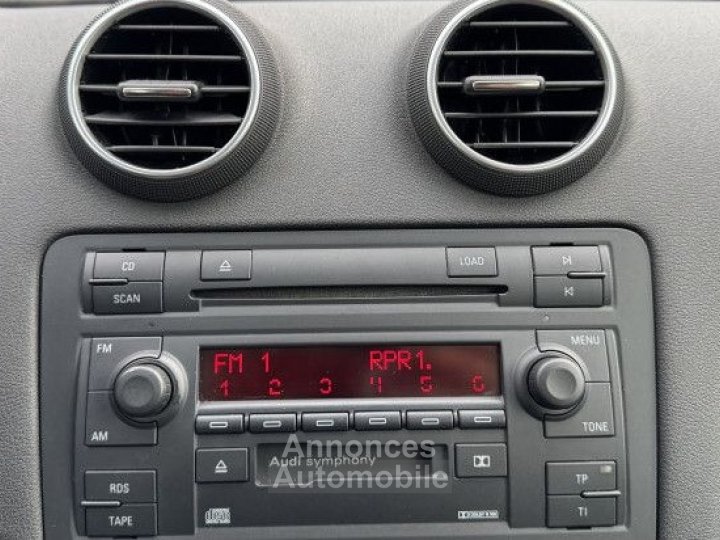 CD
LOAD
SCAN
FM
MENU
FM 1 RPR1.
1 2 3 4 5 6
AM
TONE
Audi symphony
Annonces
Automobile
RDS
TP
TAPE
TI